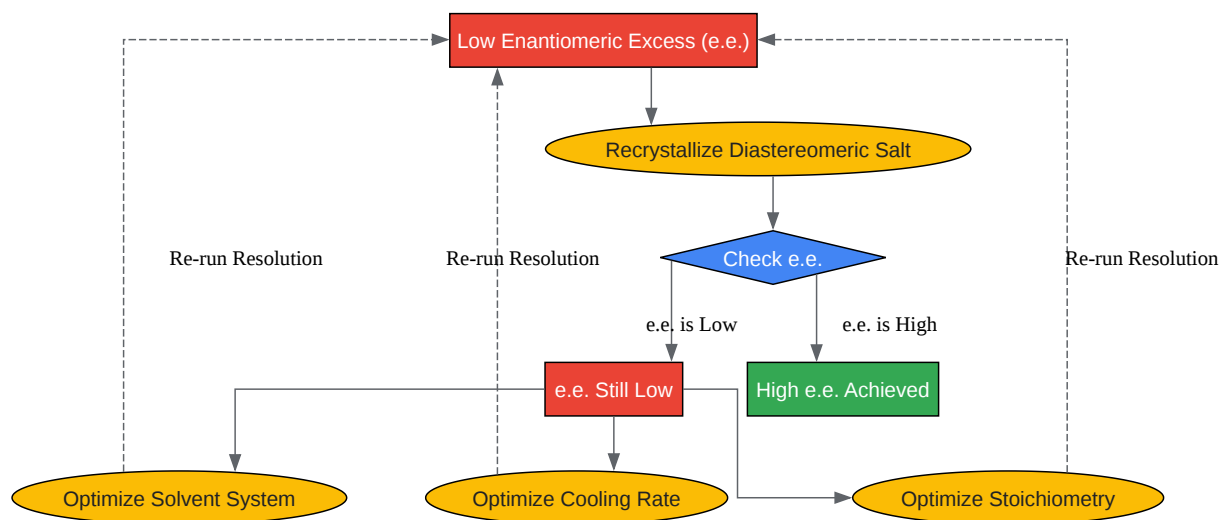 Low Enantiomeric Excess (e.e.)
Recrystallize Diastereomeric Salt
Re-run Resolution
Re-run Resolution
Check e.e.
Re-run Resolution
e.e. is Low
e.e. is High
e.e. Still Low
High e.e. Achieved
Optimize Solvent System
Optimize Cooling Rate
Optimize Stoichiometry